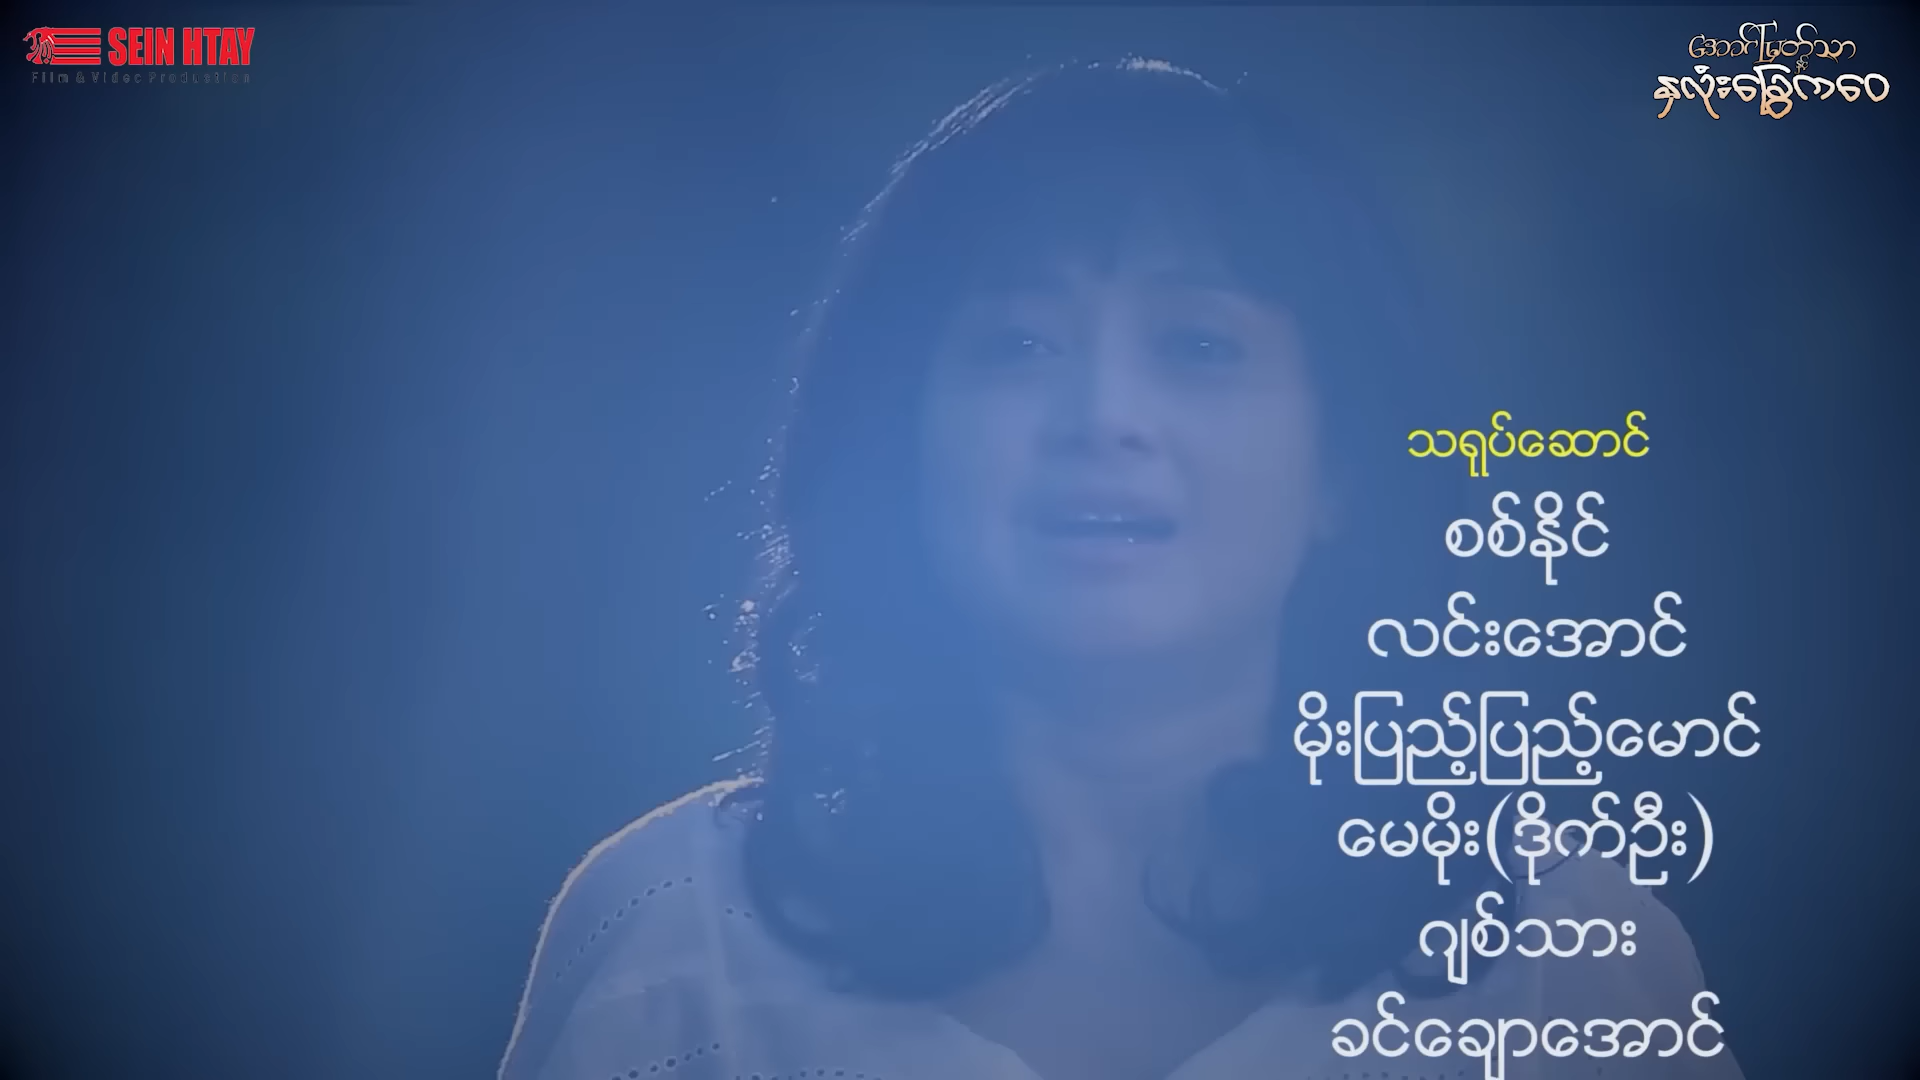 SEIN HTAY
Film & Video Production
အောင်မြတ်သာ
နှင့်
နှလုံးခြွေကဝေ
သရုပ်ဆောင်
စစ်နိုင်
လင်းအောင်
မိုးပြည့်ပြည့်မောင်
မေမိုး(ဒိုက်ဦး)
ဂျစ်သား
ခင်ချောအောင်